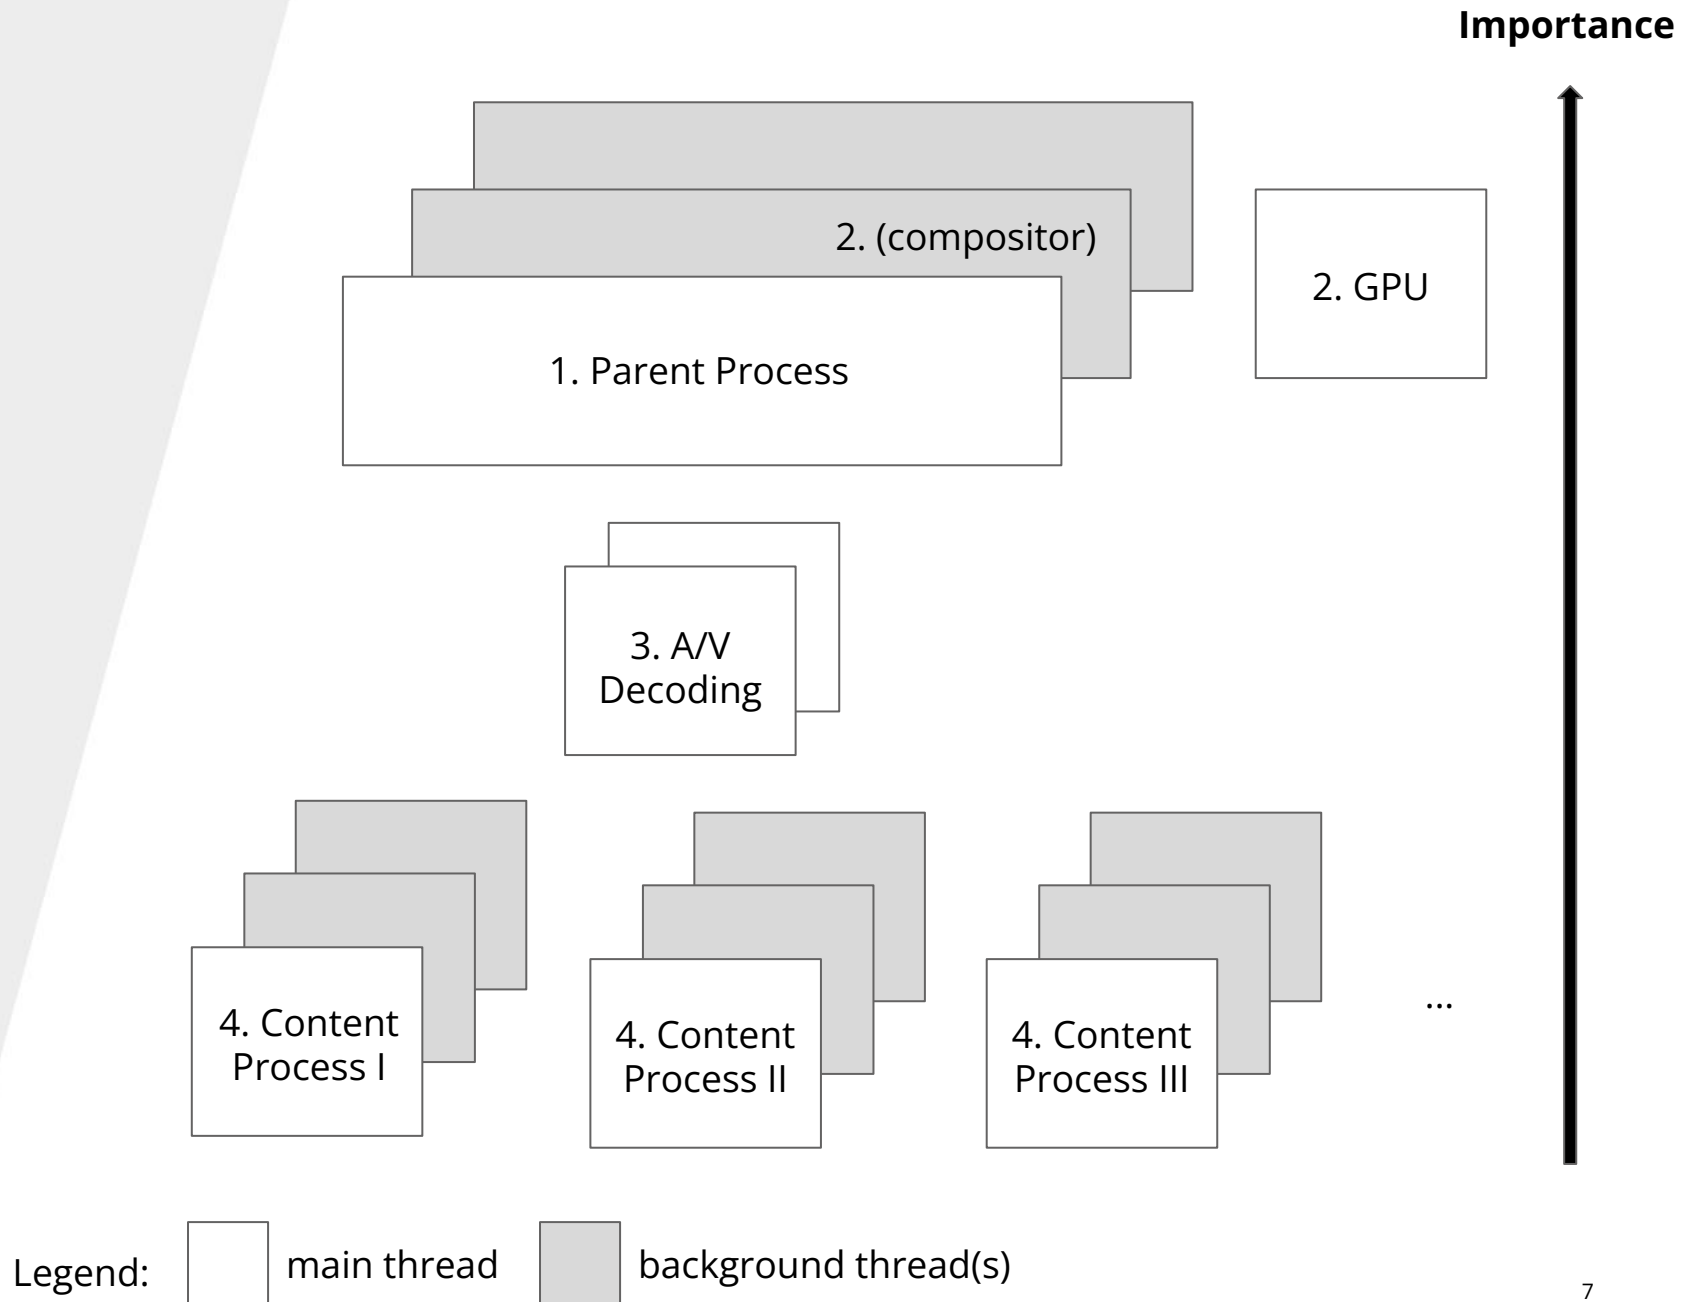 Importance
2. (compositor)
2. GPU
1. Parent Process
3. A/V
Decoding
4. Content
Process I
4. Content
Process II
4. Content
Process III
...
Legend:
main thread
background thread(s)
7